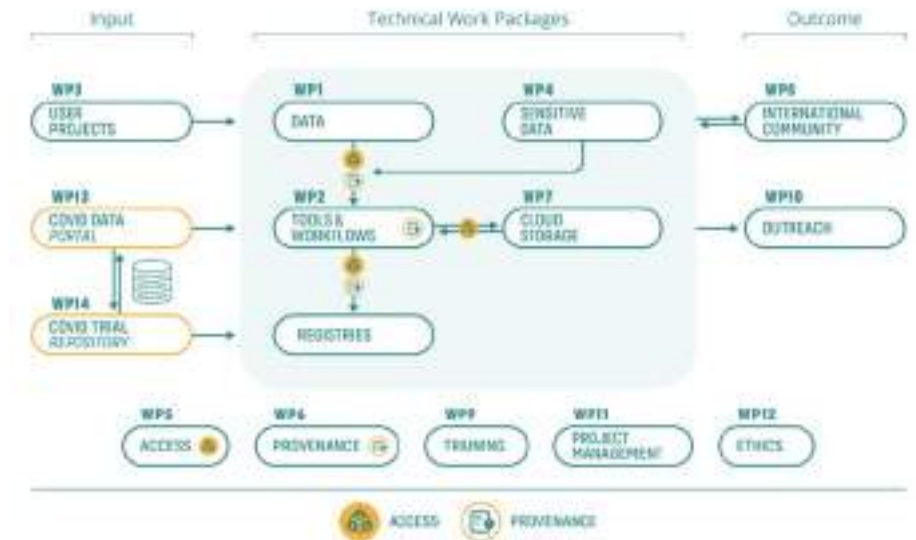 Input
Technical Work Packages
Outcome
WP3
USER
PROJECTS
WP1
DATA
WP4
SENSITIVE
DATA
WP8
INTERNATIONAL
COMMUNITY
WP13
COVID DATA
PORTAL
WP2
TOOLS &
WORKFLOWS
WP7
CLOUD
STORAGE
WP10
OUTREACH
WP14
COVID TRIAL
REPOSITORY
REGISTRIES
WP5
ACCESS
WP6
PROVENANCE
WP9
TRAINING
WP11
PROJECT
MANAGEMENT
WP12
ETHICS
ACCESS
PROVENANCE